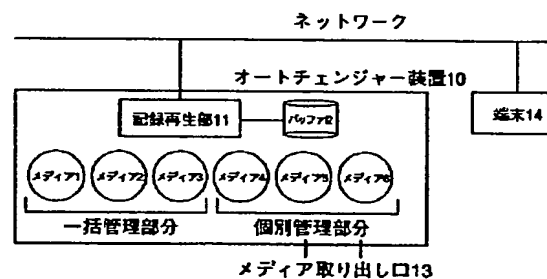 ネットワーク
オートチェンジャー装置10
記録再生部11
バッファ12
端末14
メディア1 メディア2 メディア3 メディア4 メディア5 メディア6
一括管理部分 個別管理部分
メディア取り出し口13